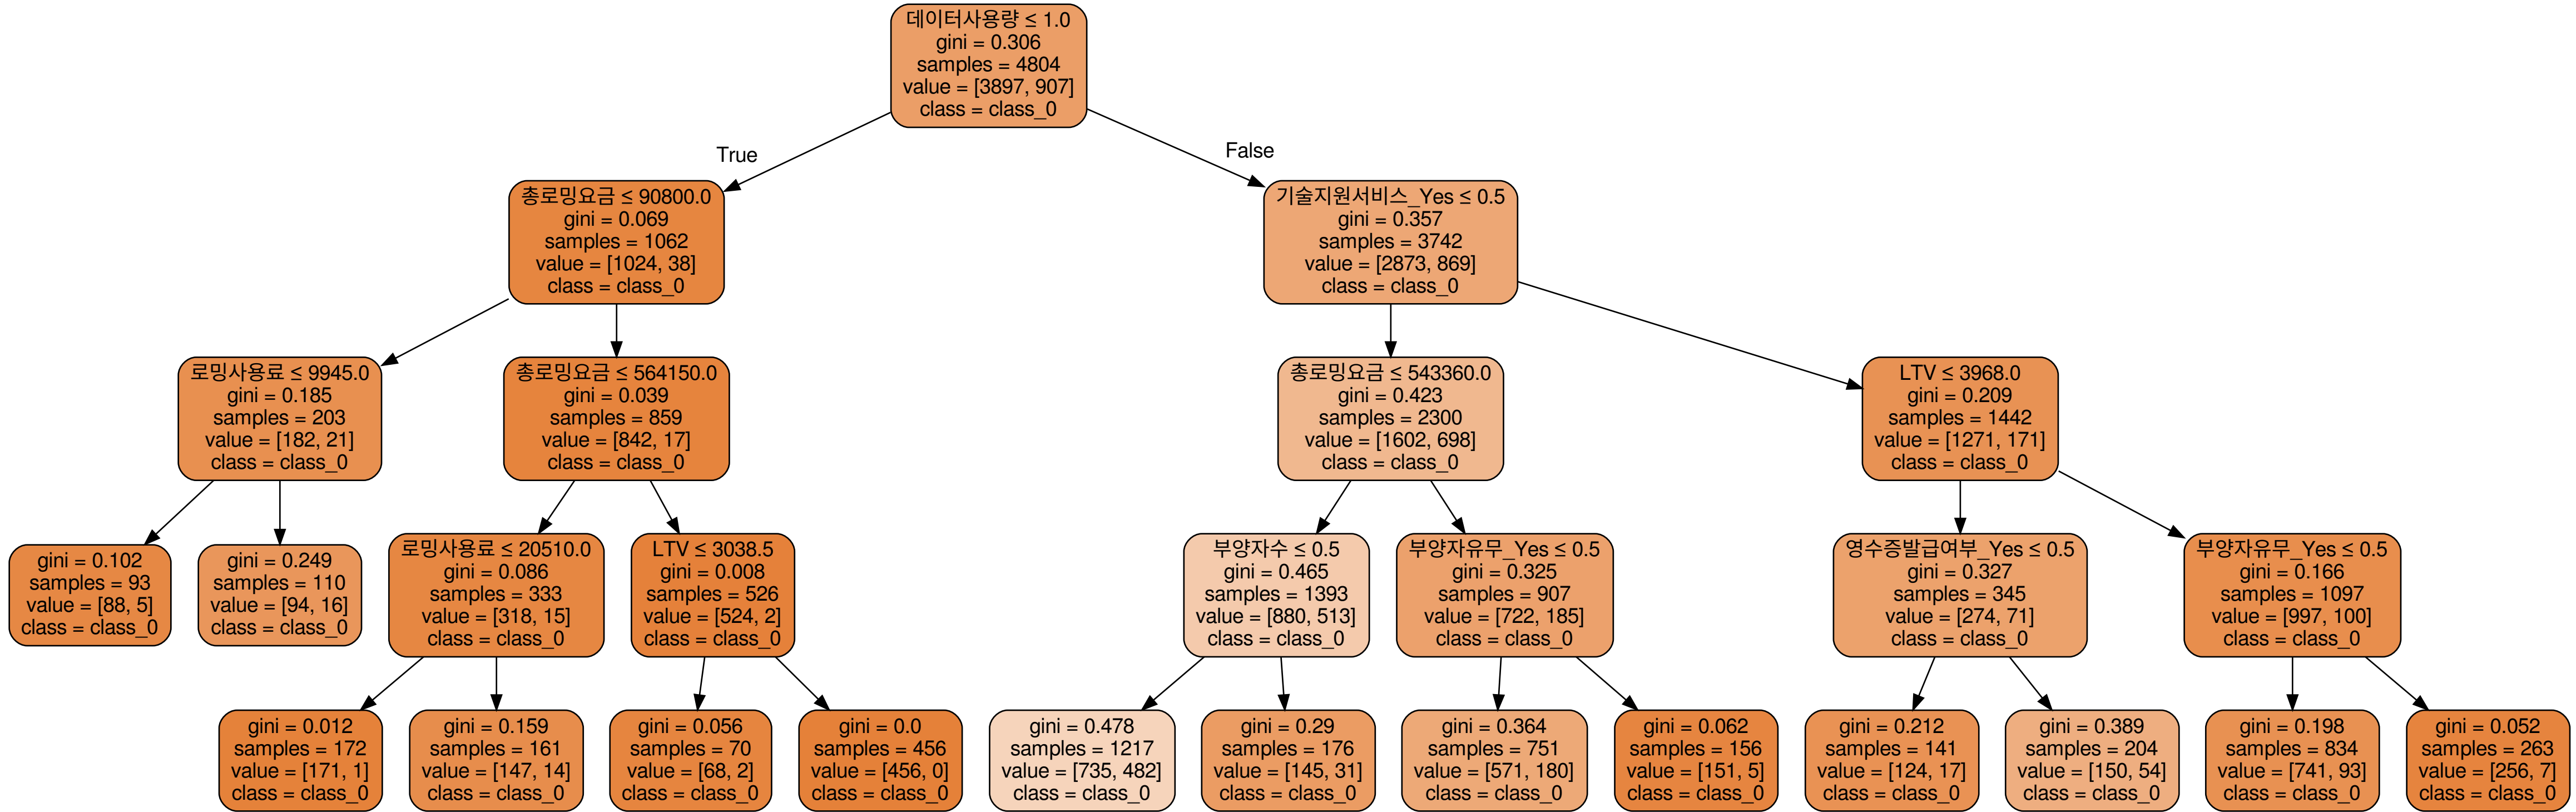 데이터사용량 ≤ 1.0
gini = 0.306
samples = 4804
value = [3897, 907]
class = class_0
True
False
총로밍요금 ≤ 90800.0
gini = 0.069
samples = 1062
value = [1024, 38]
class = class_0
기술지원서비스_Yes ≤ 0.5
gini = 0.357
samples = 3742
value = [2873, 869]
class = class_0
로밍사용료 ≤ 9945.0
gini = 0.185
samples = 203
value = [182, 21]
class = class_0
총로밍요금 ≤ 564150.0
gini = 0.039
samples = 859
value = [842, 17]
class = class_0
총로밍요금 ≤ 543360.0
gini = 0.423
samples = 2300
value = [1602, 698]
class = class_0
LTV ≤ 3968.0
gini = 0.209
samples = 1442
value = [1271, 171]
class = class_0
gini = 0.102
samples = 93
value = [88, 5]
class = class_0
gini = 0.249
samples = 110
value = [94, 16]
class = class_0
로밍사용료 ≤ 20510.0
gini = 0.086
samples = 333
value = [318, 15]
class = class_0
LTV ≤ 3038.5
gini = 0.008
samples = 526
value = [524, 2]
class = class_0
부양자수 ≤ 0.5
gini = 0.465
samples = 1393
value = [880, 513]
class = class_0
부양자유무_Yes ≤ 0.5
gini = 0.325
samples = 907
value = [722, 185]
class = class_0
영수증발급여부_Yes ≤ 0.5
gini = 0.327
samples = 345
value = [274, 71]
class = class_0
부양자유무_Yes ≤ 0.5
gini = 0.166
samples = 1097
value = [997, 100]
class = class_0
gini = 0.012
samples = 172
value = [171, 1]
class = class_0
gini = 0.159
samples = 161
value = [147, 14]
class = class_0
gini = 0.056
samples = 70
value = [68, 2]
class = class_0
gini = 0.0
samples = 456
value = [456, 0]
class = class_0
gini = 0.478
samples = 1217
value = [735, 482]
class = class_0
gini = 0.29
samples = 176
value = [145, 31]
class = class_0
gini = 0.364
samples = 751
value = [571, 180]
class = class_0
gini = 0.062
samples = 156
value = [151, 5]
class = class_0
gini = 0.212
samples = 141
value = [124, 17]
class = class_0
gini = 0.389
samples = 204
value = [150, 54]
class = class_0
gini = 0.198
samples = 834
value = [741, 93]
class = class_0
gini = 0.052
samples = 263
value = [256, 7]
class = class_0